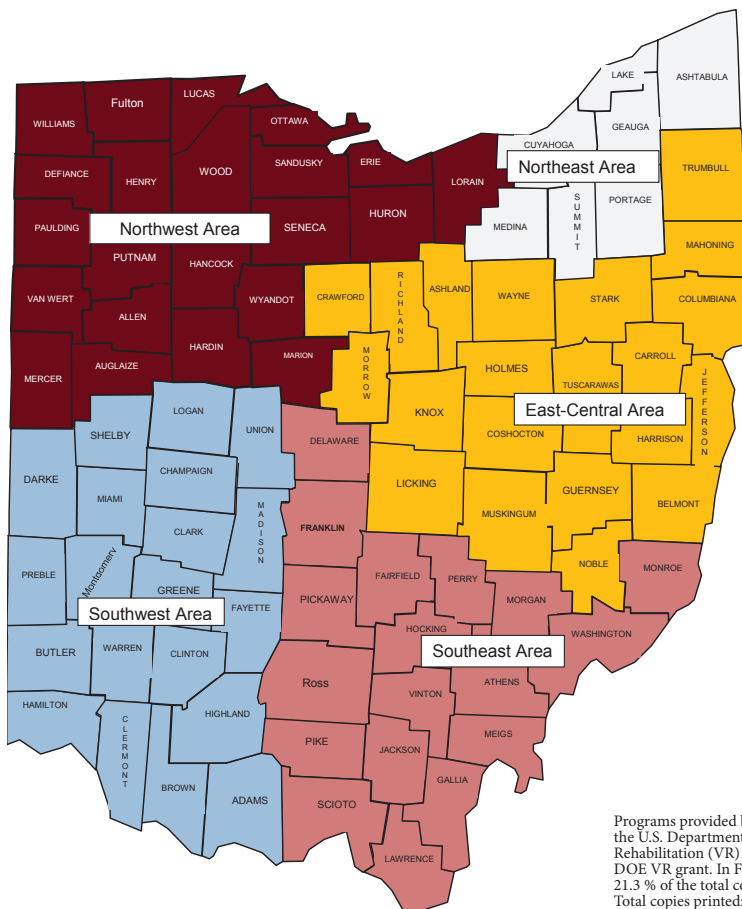 LAKE
ASHTABULA
LUCAS
Fulton
WILLIAMS
OTTAWA
GEAUGA
CUYAHOGA
Northeast Area
WOOD
SANDUSKY
ERIE
TRUMBULL
DEFIANCE
HENRY
LORAIN
PORTAGE
SUMMIT
HURON
PAULDING
Northwest Area
SENECA
MEDINA
MAHONING
PUTNAM
HANCOCK
RICHLAND
ASHLAND
WAYNE
STARK
COLUMBIANA
VAN WERT
WYANDOT
CRAWFORD
ALLEN
HARDIN
MARION
MORROW
HOLMES
CARROLL
JEFFERSON
MERCER
AUGLAIZE
TUSCARAWAS
LOGAN
UNION
KNOX
East-Central Area
SHELBY
DELAWARE
COSHOCTON
HARRISON
DARKE
CHAMPAIGN
LICKING
GUERNSEY
MIAMI
MADISON
MUSKINGUM
BELMONT
CLARK
FRANKLIN
Montgomery
PREBLE
NOBLE
MONROE
GREENE
FAIRFIELD
PERRY
PICKAWAY
MORGAN
Southwest Area
FAYETTE
HOCKING
WASHINGTON
BUTLER
WARREN
CLINTON
Southeast Area
Ross
ATHENS
VINTON
HAMILTON
CLERMONT
HIGHLAND
MEIGS
PIKE
JACKSON
GALLIA
BROWN
ADAMS
SCIOTO
LAWRENCE
Programs provided
the U.S. Department
Rehabilitation (VR)
DOE VR grant. In
21.3 % of the total
Total copies printed: